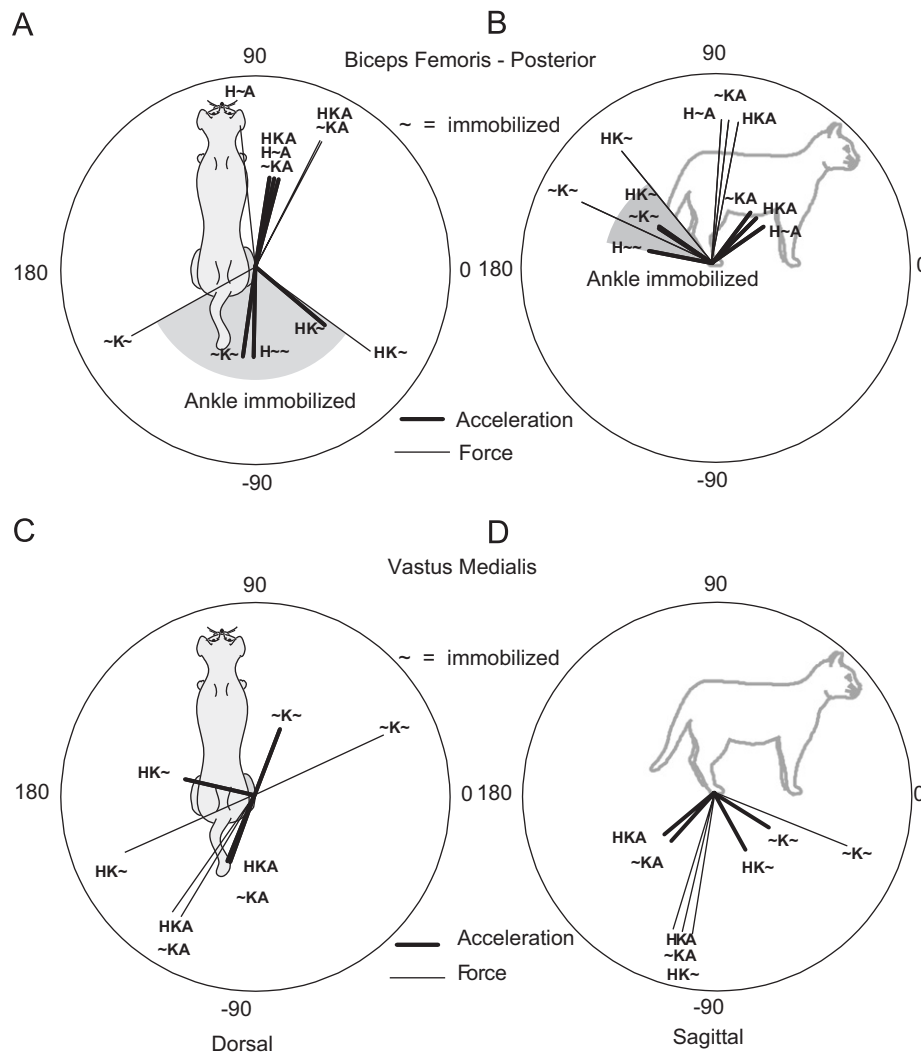 A
B
Biceps Femoris - Posterior
90
90
H~A
HKA
~KA
~ = immobilized
HKA
H~A
~KA
~KA
H~A
HKA
HK~
~K~
HK~
~K~
H~~
~KA
HKA
H~A
180
0
180
0
Ankle immobilized
~K~
~K~
H~~
HK~
HK~
Ankle immobilized
Acceleration
Force
-90
-90
C
D
Vastus Medialis
90
90
~ = immobilized
~K~
~K~
HK~
180
0
180
0
HK~
HKA
~KA
HKA
~KA
HKA
~KA
HK~
~K~
~K~
HKA
~KA
HK~
Acceleration
Force
-90
-90
Dorsal
Sagittal